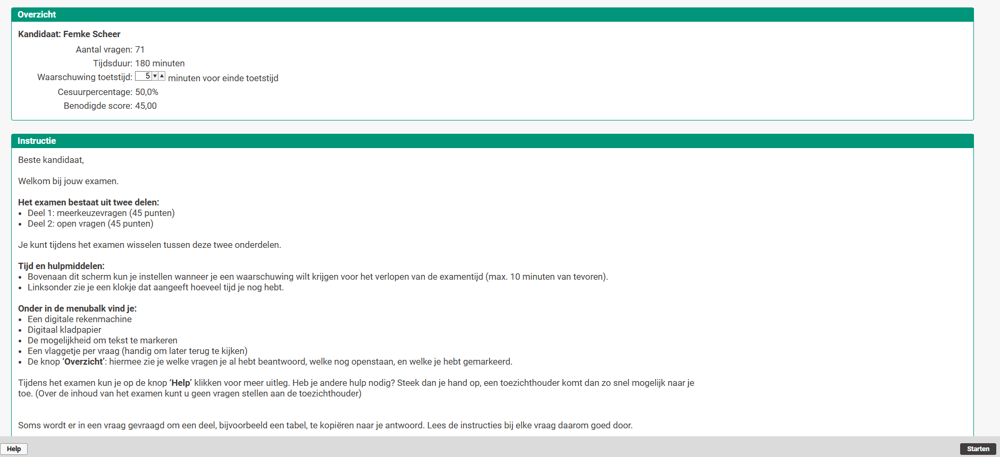 Overzicht
Kandidaat: Femke Scheer
Aantal vragen: 71
Tijdsduur: 180 minuten
Waarschuwing toetstijd: 5 minuten voor einde toetstijd
Cesuurpercentage: 50,0%
Benodigde score: 45,00
Instructie
Beste kandidaat,
Welkom bij jouw examen.
Het examen bestaat uit twee delen:
• Deel 1: meerkeuzevragen (45 punten)
• Deel 2: open vragen (45 punten)
Je kunt tijdens het examen wisselen tussen deze twee onderdelen.
Tijd en hulpmiddelen:
• Bovenaan dit scherm kun je instellen wanneer je een waarschuwing wilt krijgen voor het verlopen van de examentijd (max. 10 minuten van tevoren).
• Linksonder zie je een klokje dat aangeeft hoeveel tijd je nog hebt.
Onder in de menubalk vind je:
• Een digitale rekenmachine
• Digitaal kladpapier
• De mogelijkheid om tekst te markeren
• Een vlaggetje per vraag (handig om later terug te kijken)
• De knop ‘Overzicht’: hiermee zie je welke vragen je al hebt beantwoord, welke nog openstaan, en welke je hebt gemarkeerd.
Tijdens het examen kun je op de knop ‘Help’ klikken voor meer uitleg. Heb je andere hulp nodig? Steek dan je hand op, een toezichthouder komt dan zo snel mogelijk naar je
toe. (Over de inhoud van het examen kunt u geen vragen stellen aan de toezichthouder)
Soms wordt er in een vraag gevraagd om een deel, bijvoorbeeld een tabel, te kopiëren naar je antwoord. Lees de instructies bij elke vraag daarom goed door.
Help
Starten